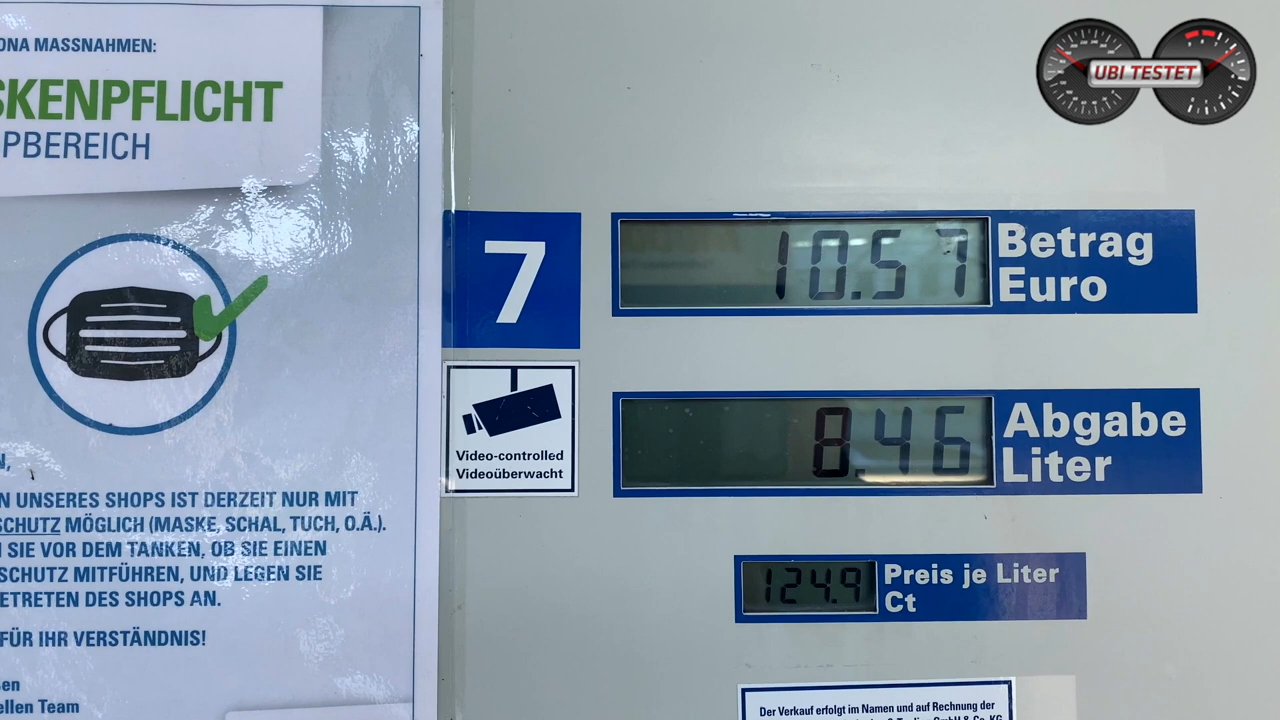 ONA MASSNAHMEN:
SKENPFLICHT
PBEREICH
N,
N UNSERES SHOPS IST DERZEIT NUR MIT
SCHUTZ MÖGLICH (MASKE, SCHAL, TUCH, O.Ä.).
SIE VOR DEM TANKEN, OB SIE EINEN
SCHUTZ MITFÜHREN, UND LEGEN SIE
ETRETEN DES SHOPS AN.
FÜR IHR VERSTÄNDNIS!
ellen Team
7
Video-controlled
Videoüberwacht
10.57
Betrag
Euro
8.46
Abgabe
Liter
124.9
Preis je Liter
Ct
Der Verkauf erfolgt im Namen und auf Rechnung der
UBI TESTET